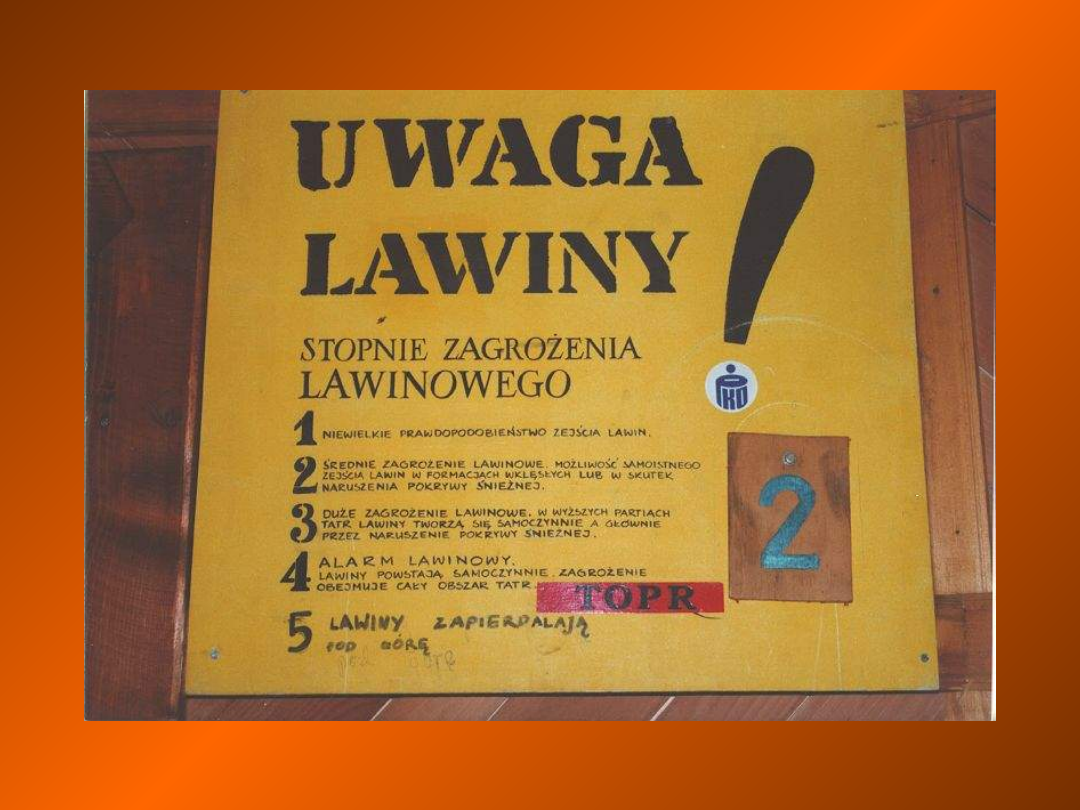 UWAGA
LAWINY!
STOPNIE ZAGROŻENIA
LAWINOWEGO
PKO
1 NIEWIELKIE PRAWDOPODOBIEŃSTWO ZEJŚCIA LAWIN.
2 ŚREDNIE ZAGROŻENIE LAWINOWE. MOŻLIWOŚĆ SAMOISTNEGO
ZEJŚCIA LAWIN W FORMACJACH WKLĘSŁYCH LUB W SKUTEK
NARUSZENIA POKRYWY ŚNIEŻNEJ.
2
3 DUŻE ZAGROŻENIE LAWINOWE. W WYŻSZYCH PARTIACH
TATR LAWINY TWORZĄ SIĘ SAMOCZYNNIE A GŁOWNIE
PRZEZ NARUSZENIE POKRYWY ŚNIEŻNEJ.
4 ALARM LAWINOWY.
LAWINY POWSTAJĄ SAMOCZYNNIE. ZAGROŻENIE
OBEJMUJE CAŁY OBSZAR TATR.
TOPR
5 LAWINY ZAPIERDALAJĄ
POD GÓRĘ